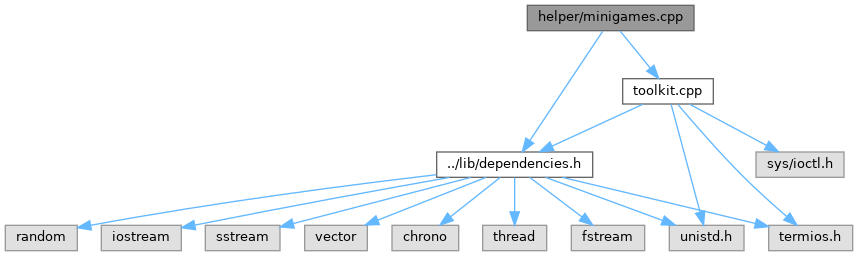 helper/minigames.cpp
toolkit.cpp
../lib/dependencies.h
sys/ioctl.h
random
iostream
sstream
vector
chrono
thread
fstream
unistd.h
termios.h